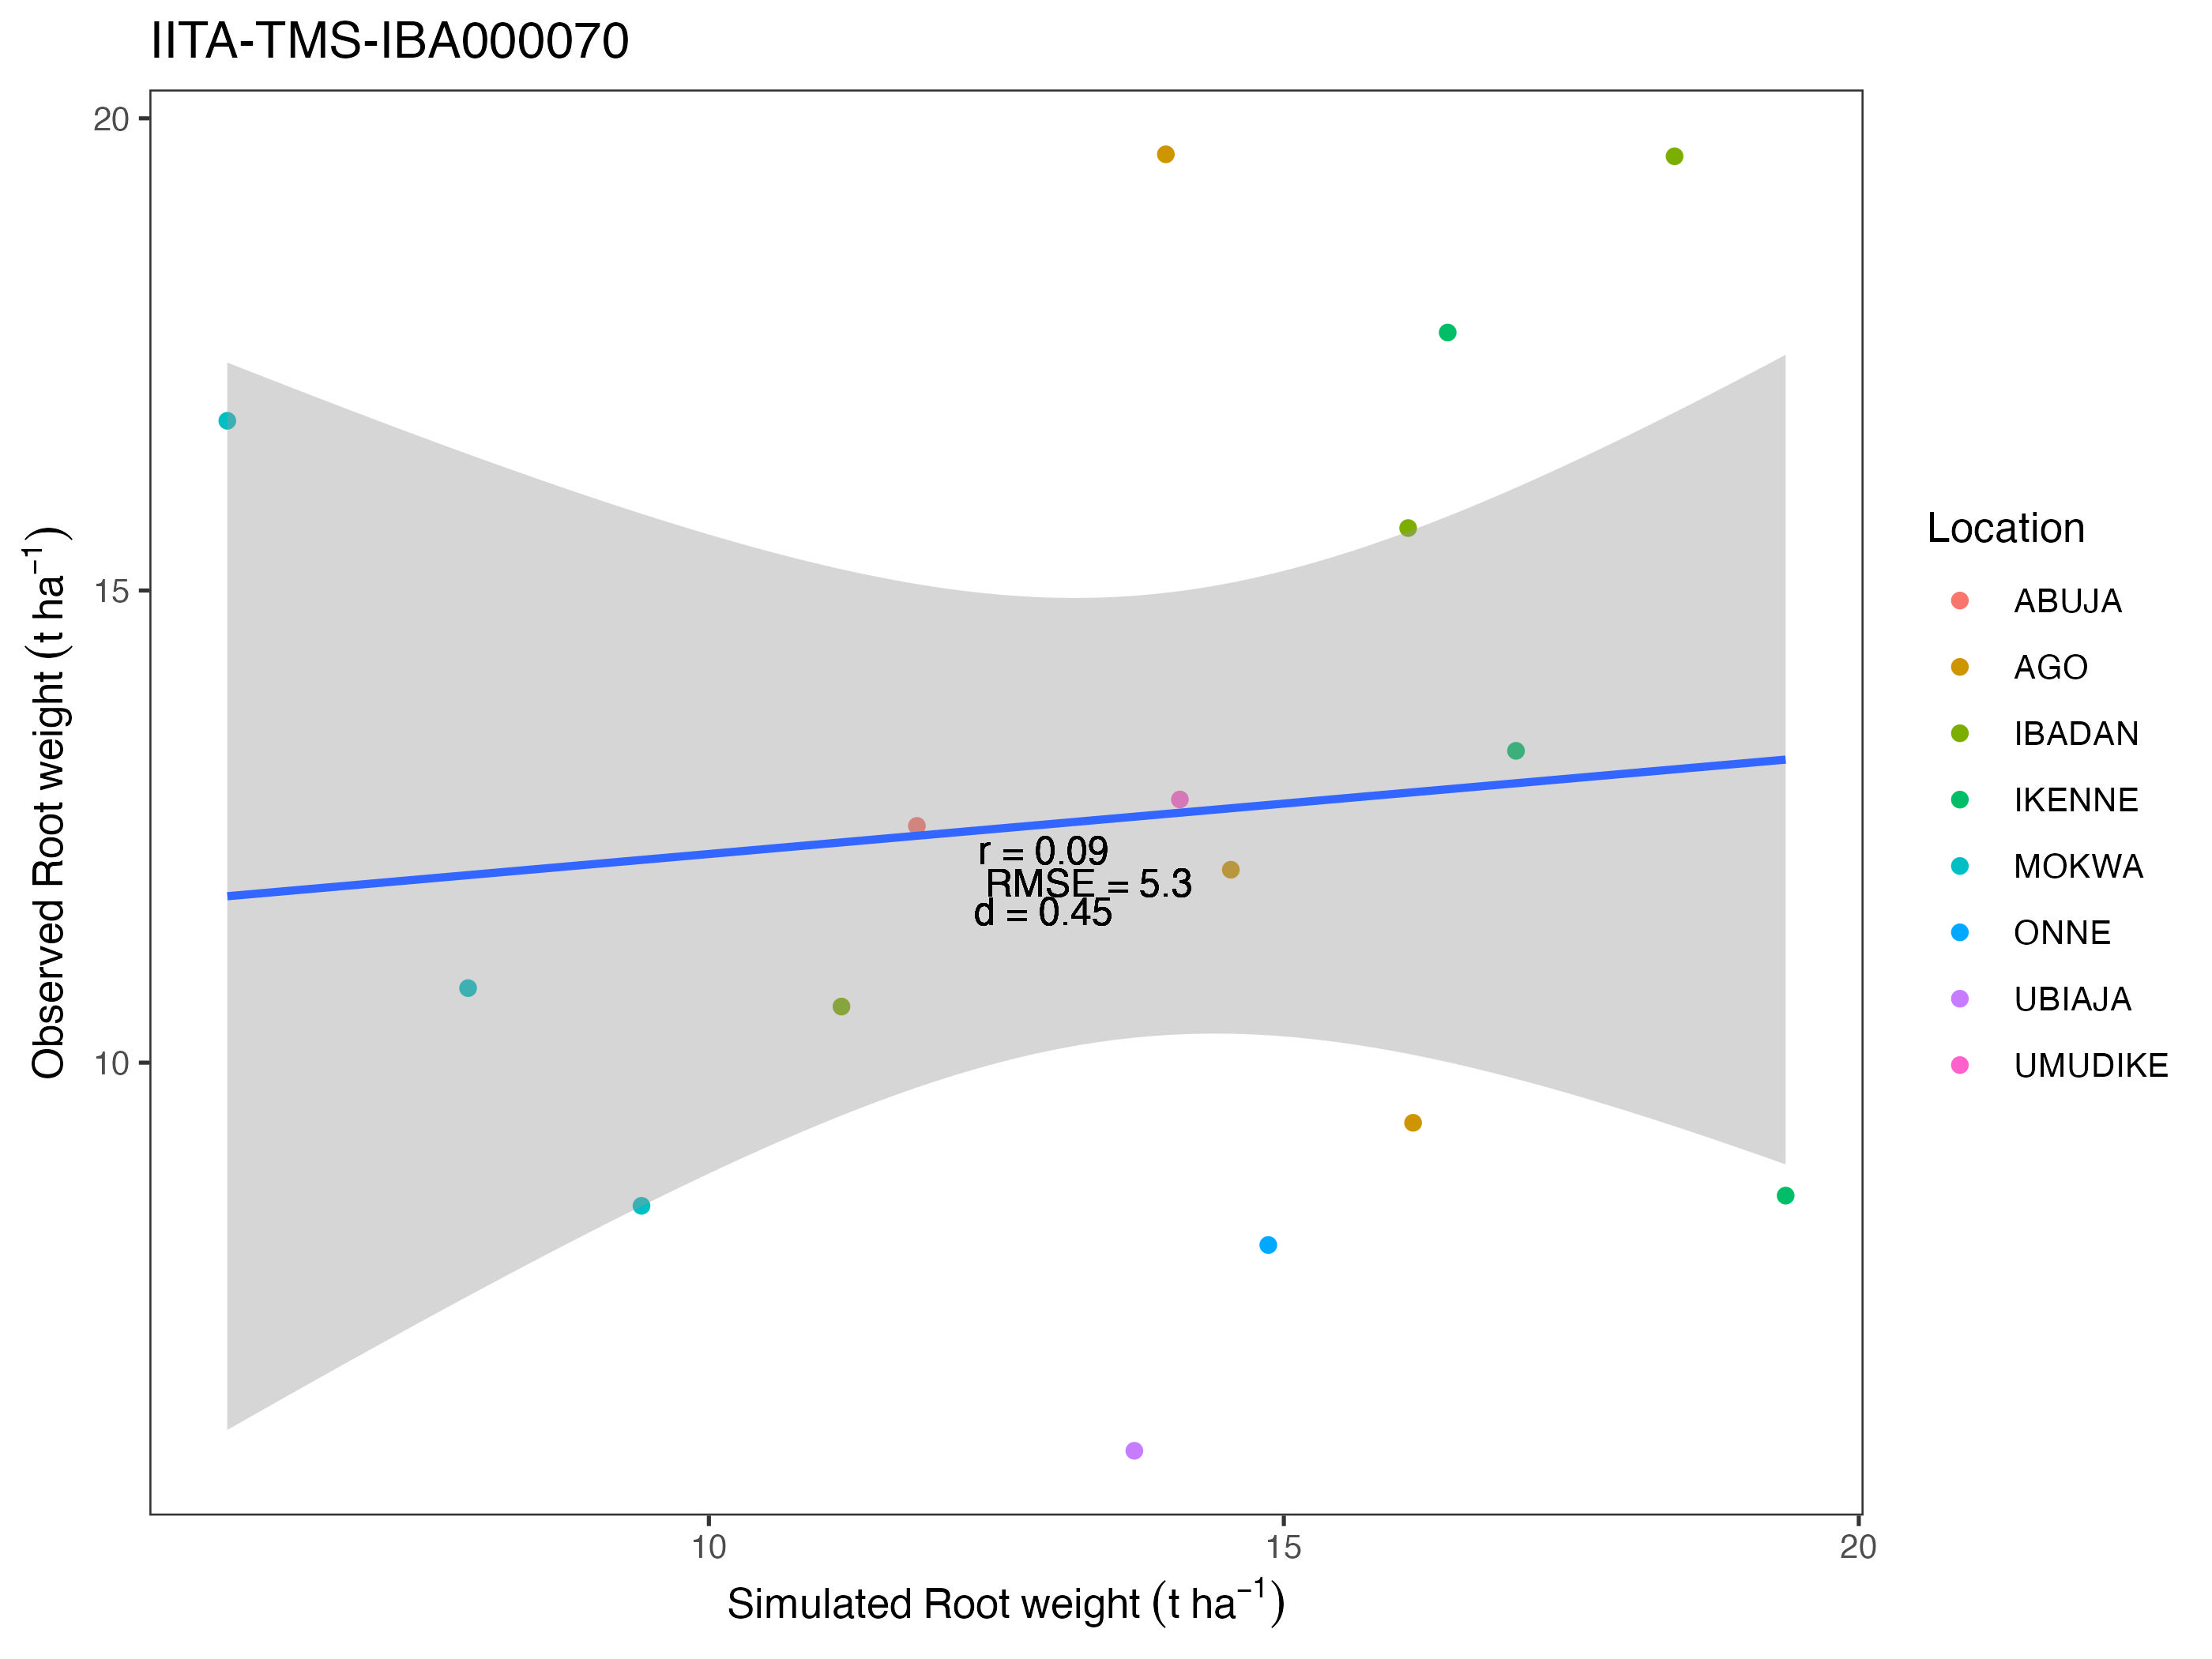 IITA-TMS-IBA000070
20
15
10
Observed Root weight (t ha−1)
r = 0.09
RMSE = 5.3
d = 0.45
10
15
20
Simulated Root weight (t ha−1)
Location
ABUJA
AGO
IBADAN
IKENNE
MOKWA
ONNE
UBIAJA
UMUDIKE